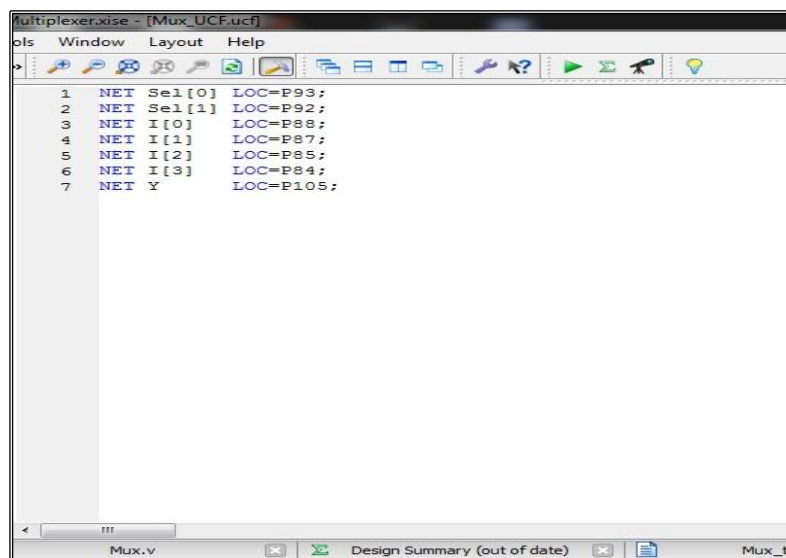 Multiplexer.xise - [Mux_UCF.ucf]
ols Window Layout Help
1 NET Sel[0] LOC=P93;
2 NET Sel[1] LOC=P92;
3 NET I[0] LOC=P88;
4 NET I[1] LOC=P87;
5 NET I[2] LOC=P85;
6 NET I[3] LOC=P84;
7 NET Y LOC=P105;
Mux.v Design Summary (out of date) Mux_t